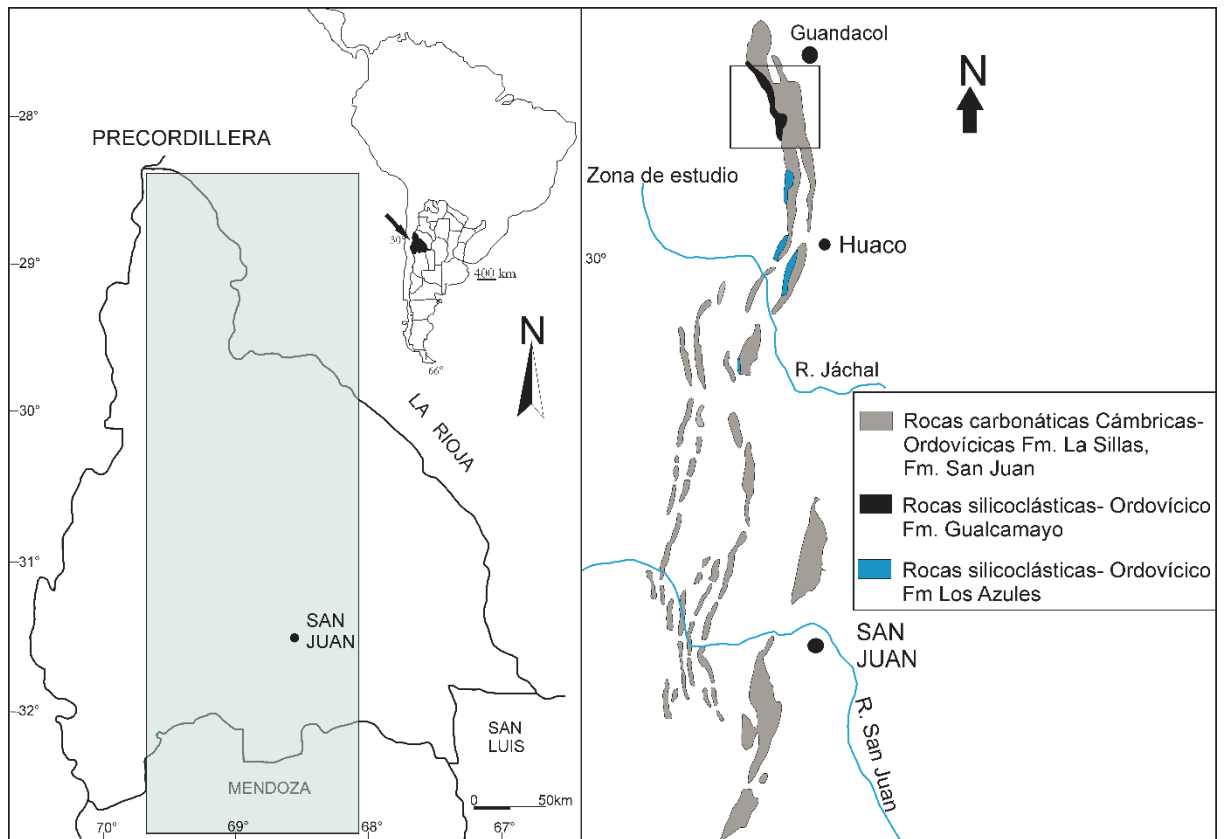 PRECORDILLERA
28°
29°
30°
31°
32°
70°
69°
68°
67°
30°
400 km
66°
N
LA RIOJA
SAN
JUAN
SAN
LUIS
MENDOZA
0
50km
Guandacol
N
Zona de estudio
30°
Huaco
R. Jáchal
Rocas carbonáticas Cámbricas-
Ordovícicas Fm. La Sillas,
Fm. San Juan
Rocas silicoclásticas- Ordovícico
Fm. Gualcamayo
Rocas silicoclásticas- Ordovícico
Fm Los Azules
SAN
JUAN
R. San Juan